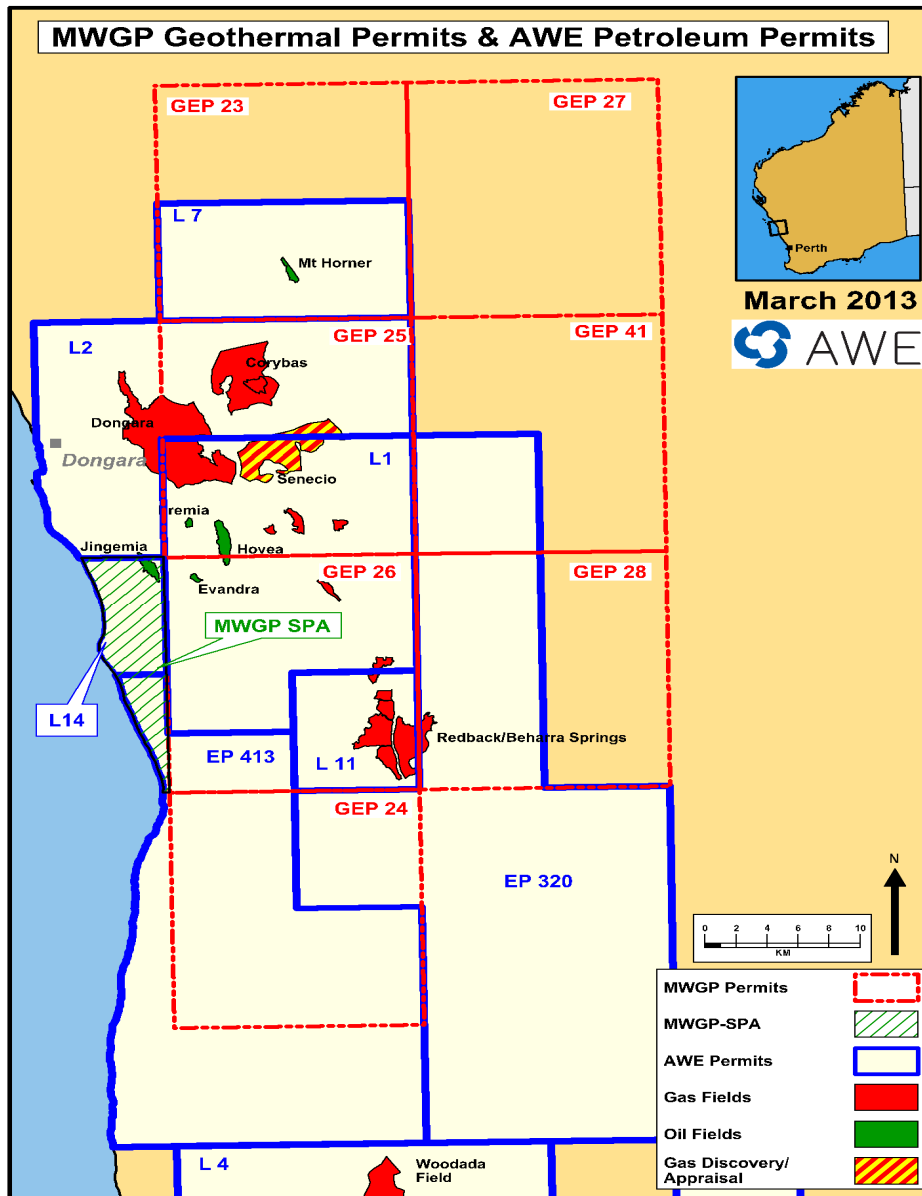 MWGP Geothermal Permits & AWE Petroleum Permits
GEP 23
GEP 27
L 7
Mt Horner
Perth
March 2013
AWE
L2
GEP 25
GEP 41
Corybas
Dongara
Dongara
L1
Senecio
remia
Hovea
Jingemia
GEP 26
GEP 28
Evandra
MWGP SPA
L14
EP 413
L 11
Redback/Beharra Springs
GEP 24
EP 320
N
0 2 4 6 8 10
KM
MWGP Permits
MWGP-SPA
AWE Permits
Gas Fields
Oil Fields
Gas Discovery/
Appraisal
L 4
Woodada
Field